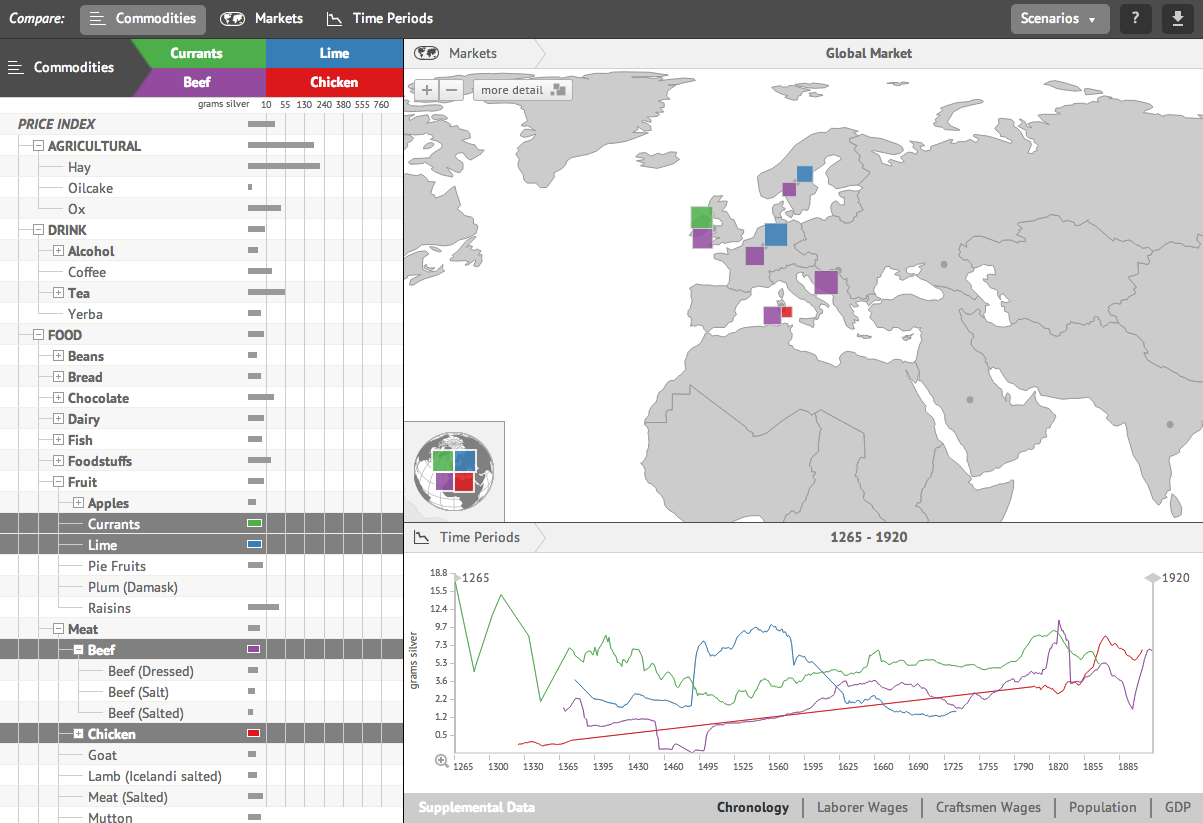 Compare: Commodities Markets Time Periods Scenarios ▼ ?
Commodities
Currants Lime
Beef Chicken
grams silver 10 55 130 240 380 555 760
PRICE INDEX
AGRICULTURAL
Hay
Oilcake
Ox
DRINK
Alcohol
Coffee
Tea
Yerba
FOOD
Beans
Bread
Chocolate
Dairy
Fish
Foodstuffs
Fruit
Apples
Currants
Lime
Pie Fruits
Plum (Damask)
Raisins
Meat
Beef
Beef (Dressed)
Beef (Salt)
Beef (Salted)
Chicken
Goat
Lamb (Icelandi salted)
Meat (Salted)
Mutton
Markets Global Market
+ − more detail
Time Periods 1265 - 1920
1265 1920
grams silver
18.8
15.5
12.4
9.7
7.3
5.3
3.6
2.2
1.2
0.5
1265 1300 1330 1365 1395 1430 1460 1495 1525 1560 1595 1625 1660 1690 1725 1755 1790 1820 1855 1885
Supplemental Data Chronology Laborer Wages Craftsmen Wages Population GDP